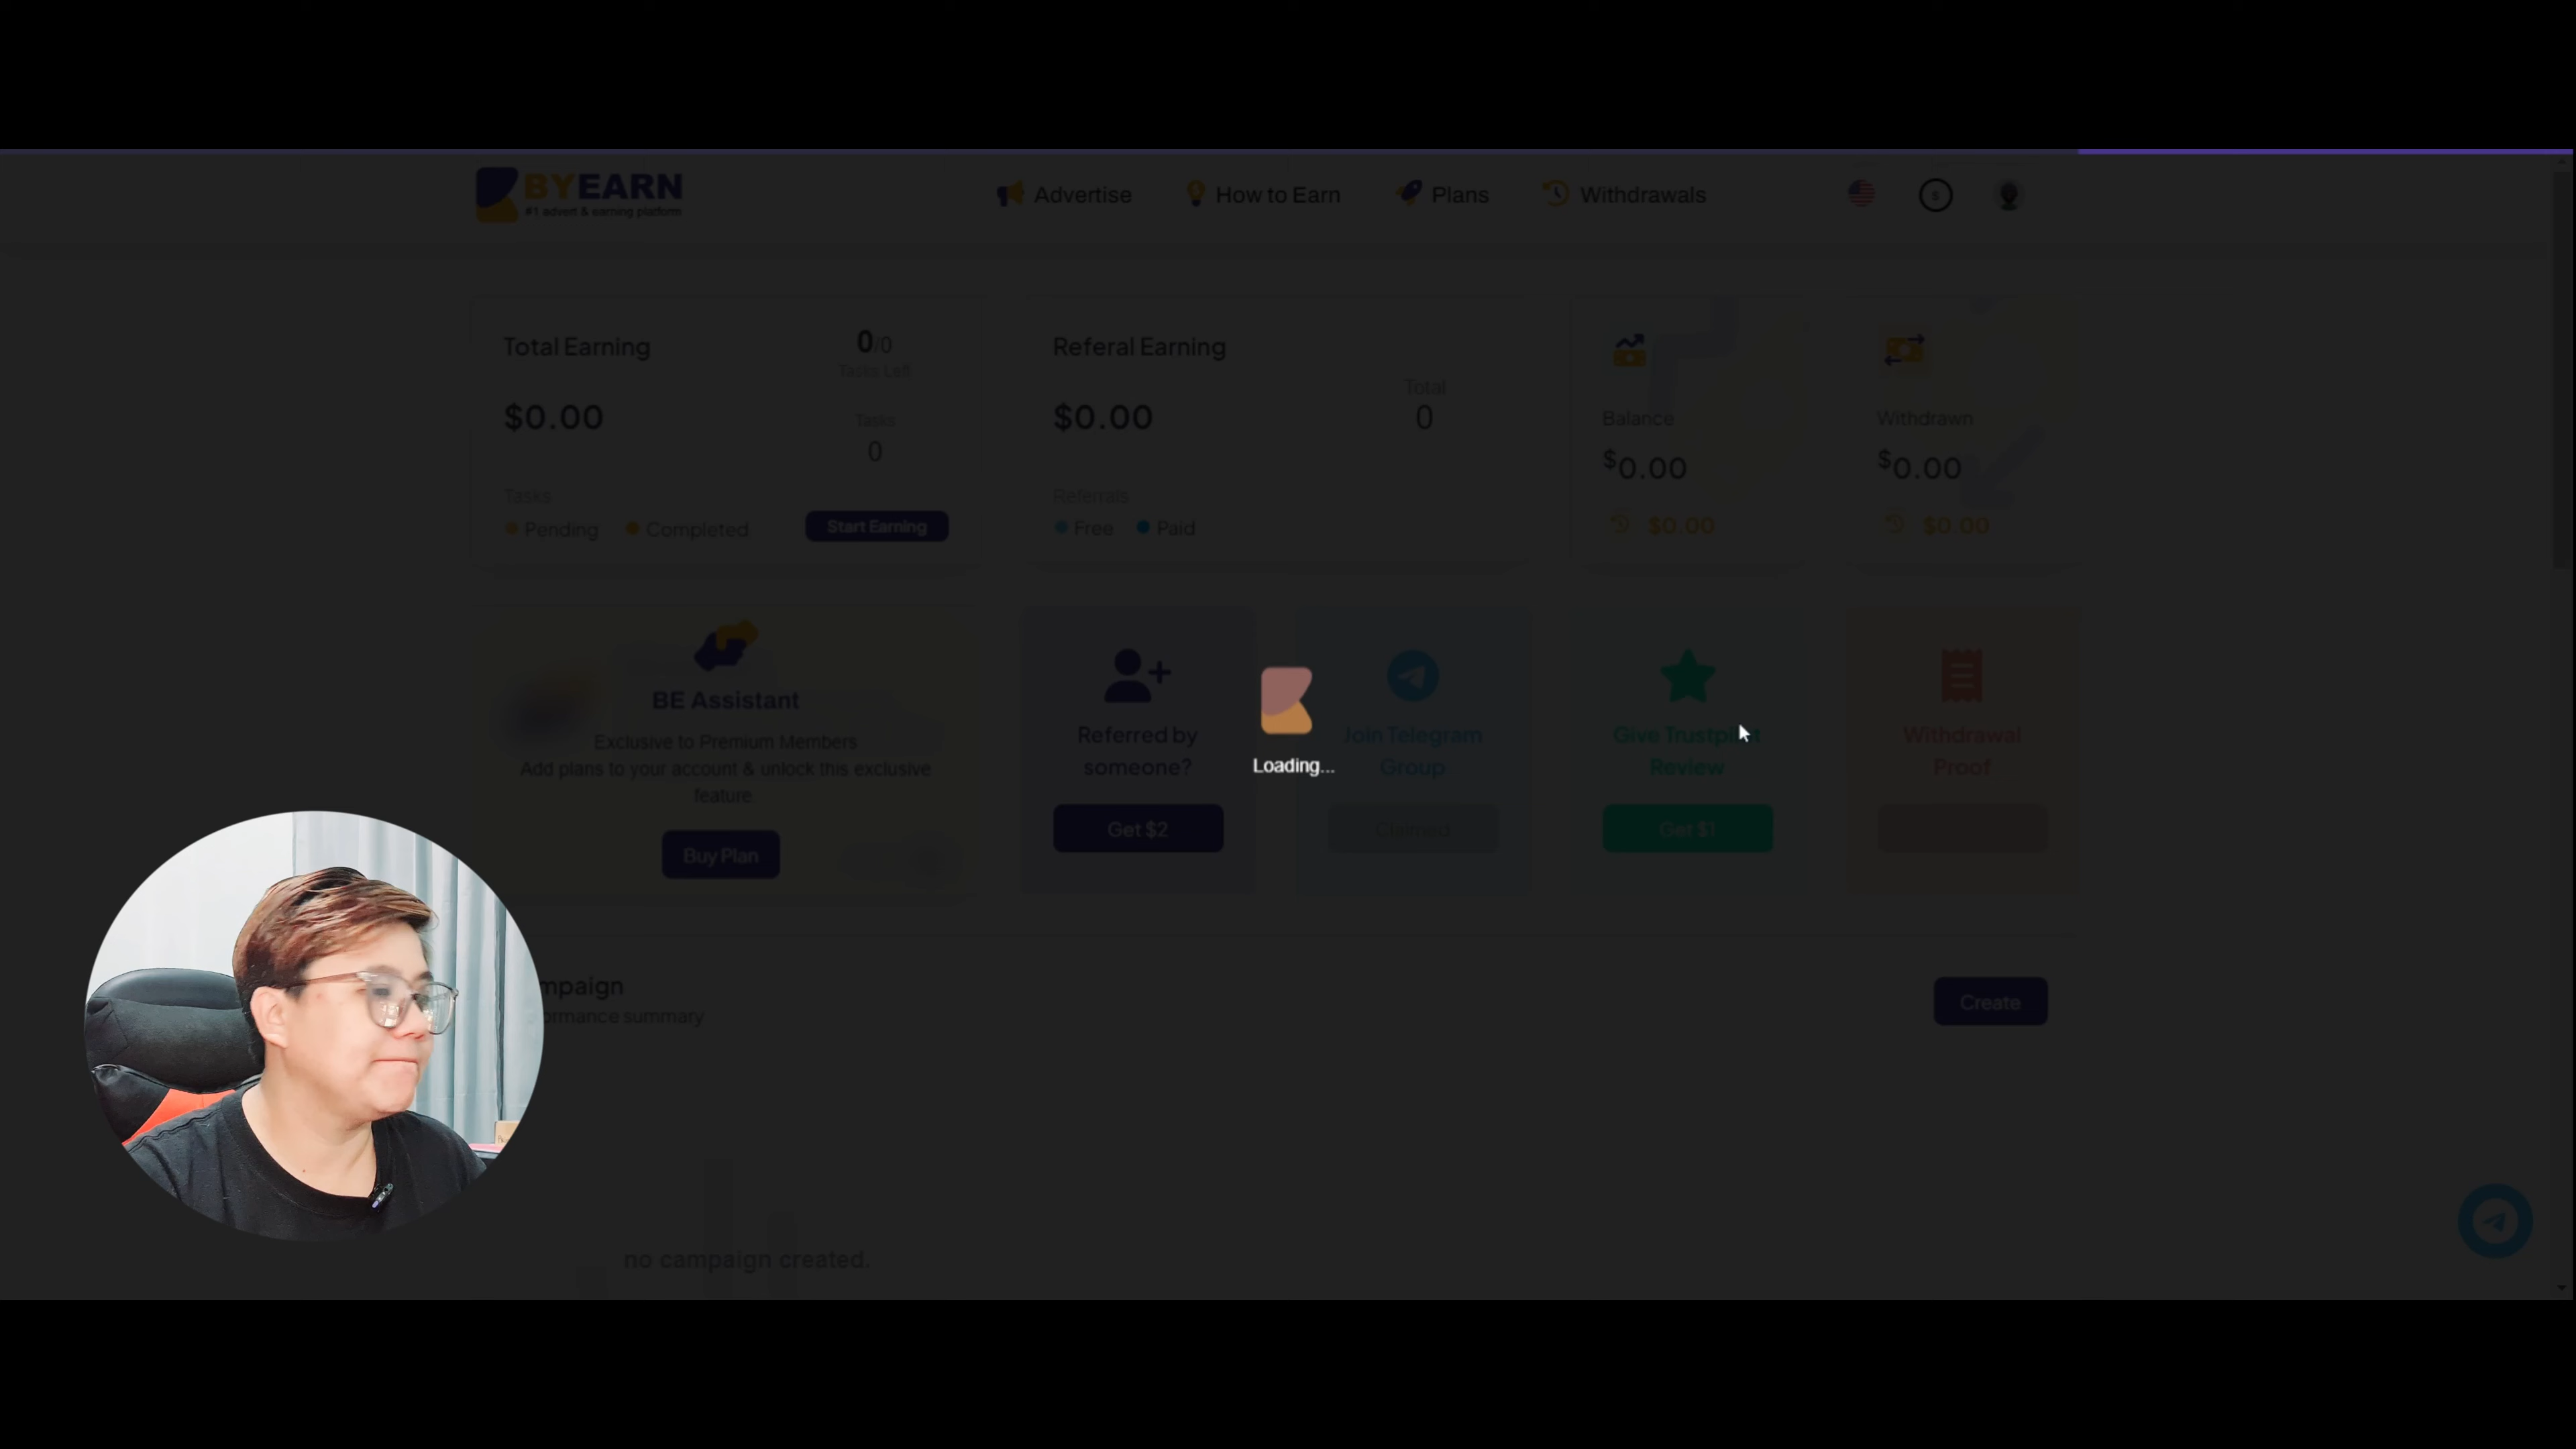 BYEARN
#1 advert & earning platform
Advertise
How to Earn
Plans
Withdrawals
$
Total Earning
0/0
Tasks Left
$0.00
Tasks
0
Tasks
Pending
Completed
Start Earning
Referal Earning
$0.00
Total
0
Referrals
Free
Paid
Balance
$0.00
$0.00
Withdrawn
$0.00
$0.00
BE Assistant
Exclusive to Premium Members
Add plans to your account & unlock this exclusive
feature.
Buy Plan
Referred by
someone?
Get $2
Loading...
Join Telegram
Group.
Claimed
Give Trustpilot
Review
Get $1
Withdrawal
Proof
mpaign
ormance summary
Create
no campaign created.